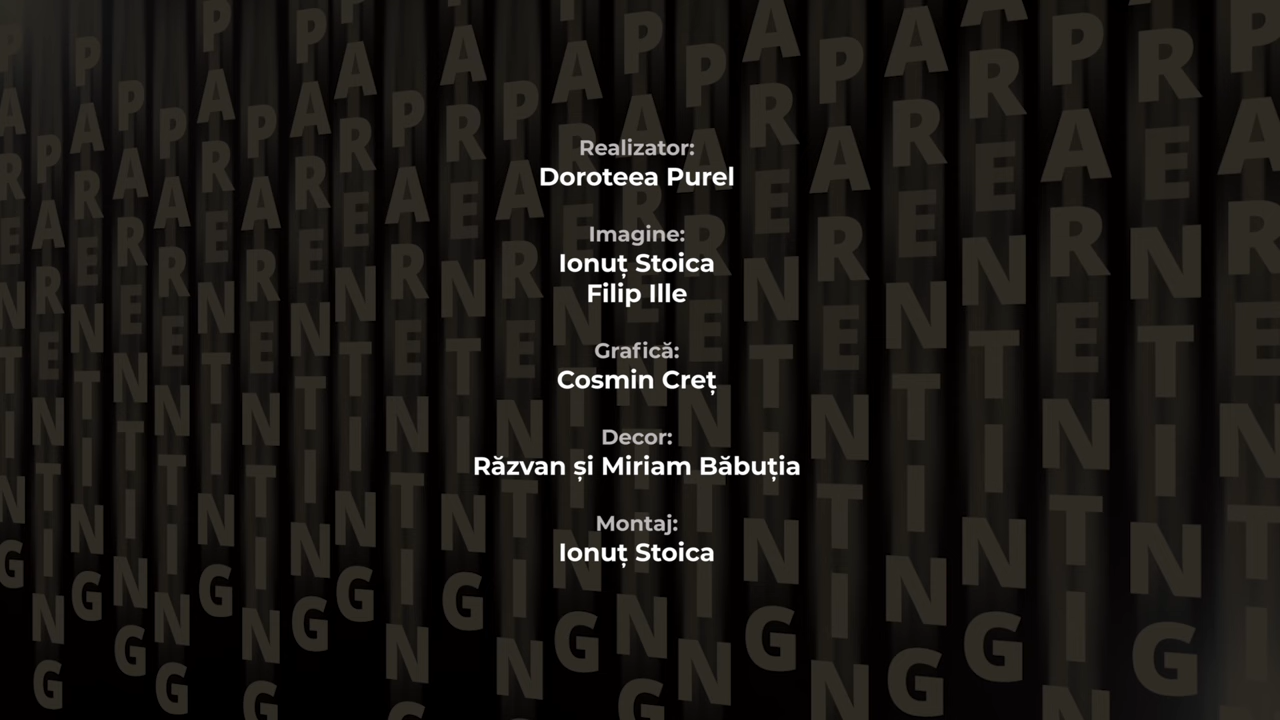 Realizator:
Doroteea Purel
Imagine:
Ionuț Stoica
Filip Ille
Grafică:
Cosmin Creț
Decor:
Răzvan și Miriam Băbuția
Montaj:
Ionuț Stoica
PARENTING